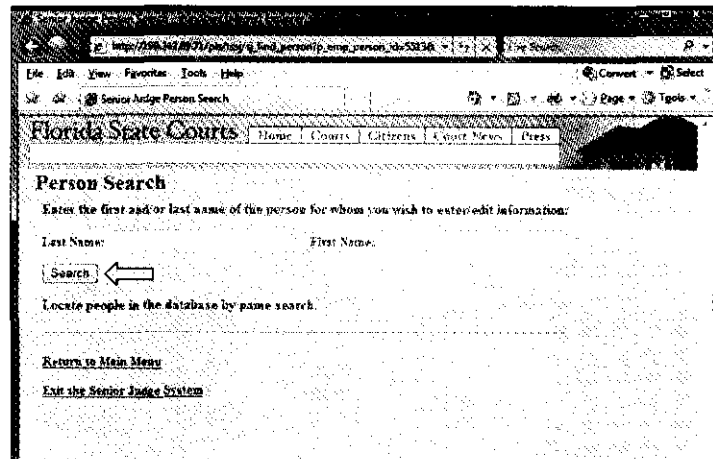 File Edit View Favorites Tools Help
Convert Select
Senior Judge Person Search
Page Tools
Florida State Courts
Home Courts Citizens Court News Press
Person Search
Enter the first and/or last name of the person for whom you wish to enter/edit information:
Last Name: First Name:
Search
Locate people in the database by name search.
Return to Main Menu
Exit the Senior Judge System